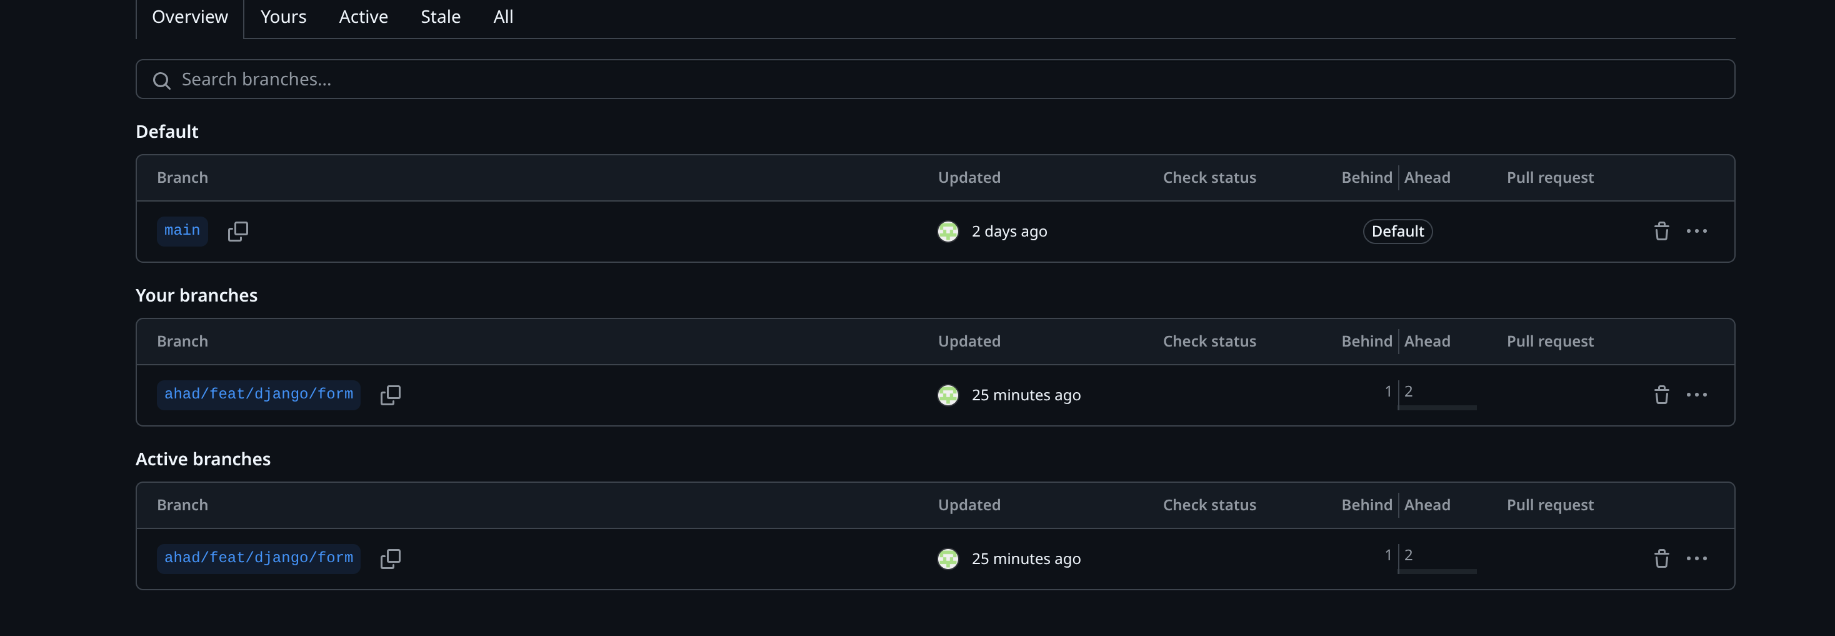 Overview Yours Active Stale All
Search branches...
Default
Branch Updated Check status Behind Ahead Pull request
main 2 days ago Default
Your branches
Branch Updated Check status Behind Ahead Pull request
ahad/feat/django/form 25 minutes ago 1 2
Active branches
Branch Updated Check status Behind Ahead Pull request
ahad/feat/django/form 25 minutes ago 1 2